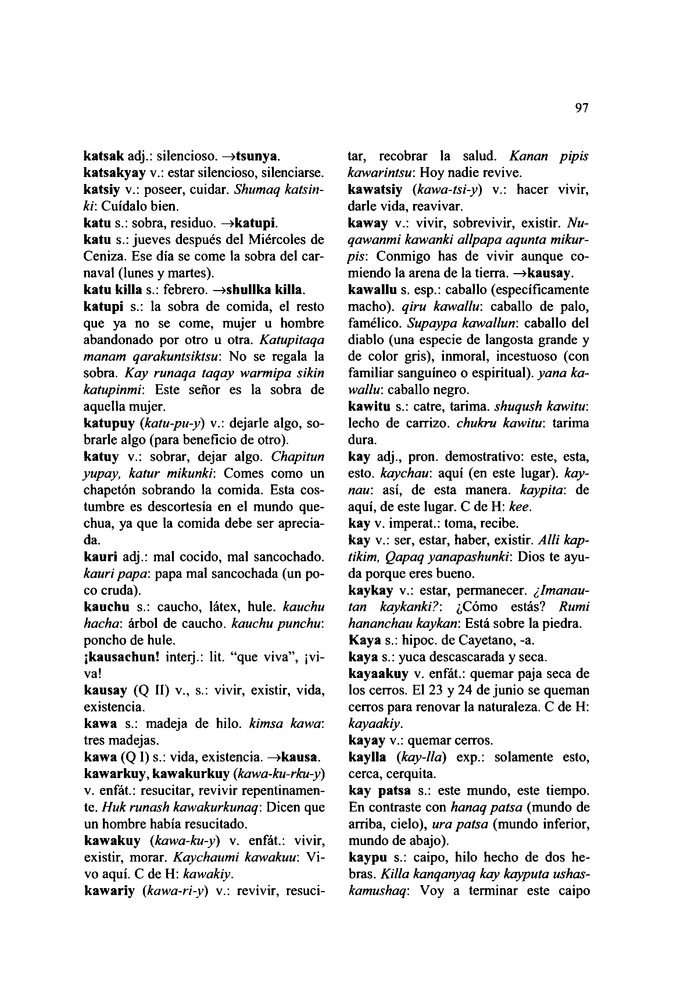 97
katsak adj.: silencioso. →tsunya.
katsakyay v.: estar silencioso, silenciarse.
katsiy v.: poseer, cuidar. Shumaq katsin-
ki: Cuídalo bien.
katu s.: sobra, residuo. →katupi.
katu s.: jueves después del Miércoles de
Ceniza. Ese día se come la sobra del car-
naval (lunes y martes).
katu killa s.: febrero. →shullka killa.
katupi s.: la sobra de comida, el resto
que ya no se come, mujer u hombre
abandonado por otro u otra. Katupitaqa
manam qarakuntsiktsu: No se regala la
sobra. Kay runaqa taqay warmipa sikin
katupinmi: Este señor es la sobra de
aquella mujer.
katupuy (katu-pu-y) v.: dejarle algo, so-
brarle algo (para beneficio de otro).
katuy v.: sobrar, dejar algo. Chapitun
yupay, katur mikunki: Comes como un
chapetón sobrando la comida. Esta cos-
tumbre es descortesía en el mundo que-
chua, ya que la comida debe ser aprecia-
da.
kauri adj.: mal cocido, mal sancochado.
kauri papa: papa mal sancochada (un po-
co cruda).
kauchu s.: caucho, látex, hule. kauchu
hacha: árbol de caucho. kauchu punchu:
poncho de hule.
¡kausachun! interj.: lit. “que viva”, ¡vi-
va!
kausay (Q II) v., s.: vivir, existir, vida,
existencia.
kawa s.: madeja de hilo. kimsa kawa:
tres madejas.
kawa (Q I) s.: vida, existencia. →kausa.
kawarkuy, kawakurkuy (kawa-ku-rku-y)
v. enfát.: resucitar, revivir repentinamen-
te. Huk runash kawakurkunaq: Dicen que
un hombre había resucitado.
kawakuy (kawa-ku-y) v. enfát.: vivir,
existir, morar. Kaychaumi kawakuu: Vi-
vo aquí. C de H: kawakiy.
kawariy (kawa-ri-y) v.: revivir, resuci-
tar, recobrar la salud. Kanan pipis
kawarintsu: Hoy nadie revive.
kawatsiy (kawa-tsi-y) v.: hacer vivir,
darle vida, reavivar.
kaway v.: vivir, sobrevivir, existir. Nu-
qawanmi kawanki allpapa aqunta mikur-
pis: Conmigo has de vivir aunque co-
miendo la arena de la tierra. →kausay.
kawallu s. esp.: caballo (específicamente
macho). qiru kawallu: caballo de palo,
famélico. Supaypa kawallun: caballo del
diablo (una especie de langosta grande y
de color gris), inmoral, incestuoso (con
familiar sanguíneo o espiritual). yana ka-
wallu: caballo negro.
kawitu s.: catre, tarima. shuqush kawitu:
lecho de carrizo. chukru kawitu: tarima
dura.
kay adj., pron. demostrativo: este, esta,
esto. kaychau: aquí (en este lugar). kay-
nau: así, de esta manera. kaypita: de
aquí, de este lugar. C de H: kee.
kay v. imperat.: toma, recibe.
kay v.: ser, estar, haber, existir. Alli kap-
tikim, Qapaq yanapashunki: Dios te ayu-
da porque eres bueno.
kaykay v.: estar, permanecer. ¿Imanau-
tan kaykanki?: ¿Cómo estás? Rumi
hananchau kaykan: Está sobre la piedra.
Kaya s.: hipoc. de Cayetano, -a.
kaya s.: yuca descascarada y seca.
kayaakuy v. enfát.: quemar paja seca de
los cerros. El 23 y 24 de junio se queman
cerros para renovar la naturaleza. C de H:
kayaakiy.
kayay v.: quemar cerros.
kaylla (kay-lla) exp.: solamente esto,
cerca, cerquita.
kay patsa s.: este mundo, este tiempo.
En contraste con hanaq patsa (mundo de
arriba, cielo), ura patsa (mundo inferior,
mundo de abajo).
kaypu s.: caipo, hilo hecho de dos he-
bras. Killa kanqanyaq kay kayputa ushas-
kamushaq: Voy a terminar este caipo